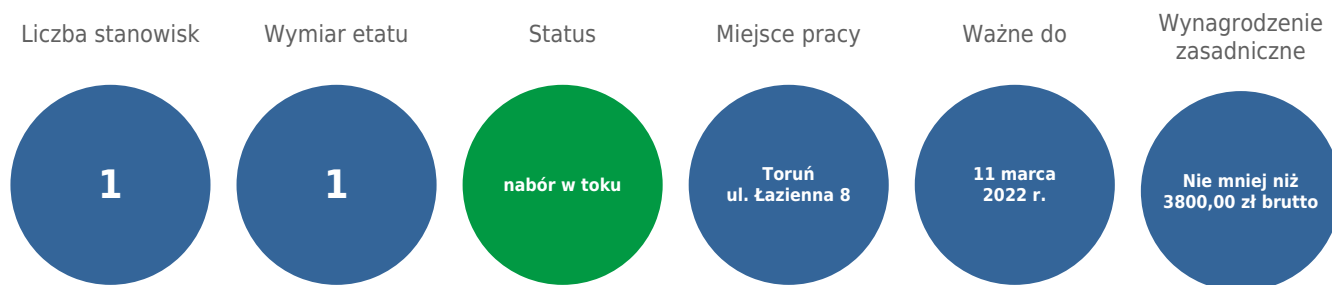 Liczba stanowisk
1
Wymiar etatu
1
Status
nabór w toku
Miejsce pracy
Toruń
ul. Łazienna 8
Ważne do
11 marca
2022 r.
Wynagrodzenie
zasadniczne
Nie mniej niż
3800,00 zł brutto